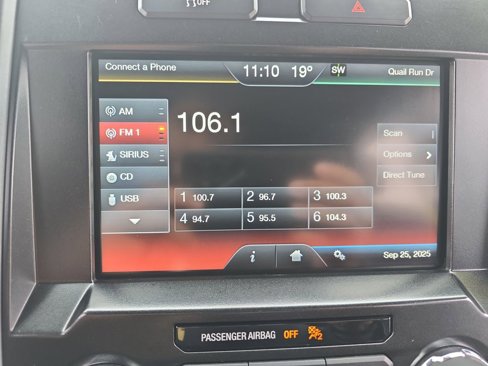 OFF
Connect a Phone
11:10 19° SW
Quail Run Dr
AM
FM 1
SIRIUS
CD
USB
106.1
Scan
Options
Direct Tune
1 100.7 2 96.7 3 100.3
4 94.7 5 95.5 6 104.3
i
Sep 25, 2025
PASSENGER AIRBAG OFF 2